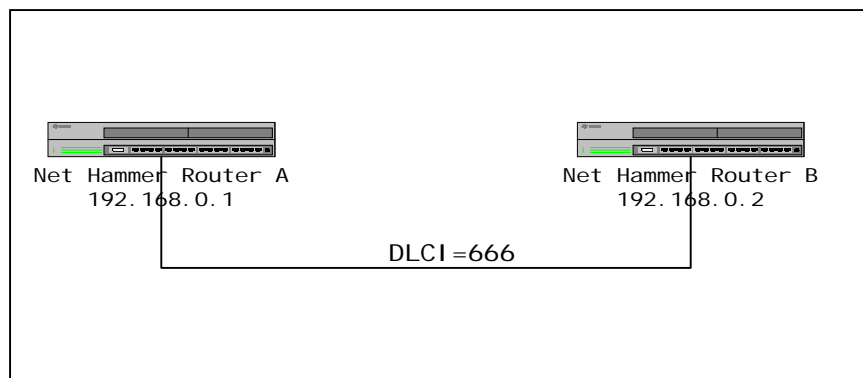 Net Hammer Router A
192.168.0.1
Net Hammer Router B
192.168.0.2
DLCI=666